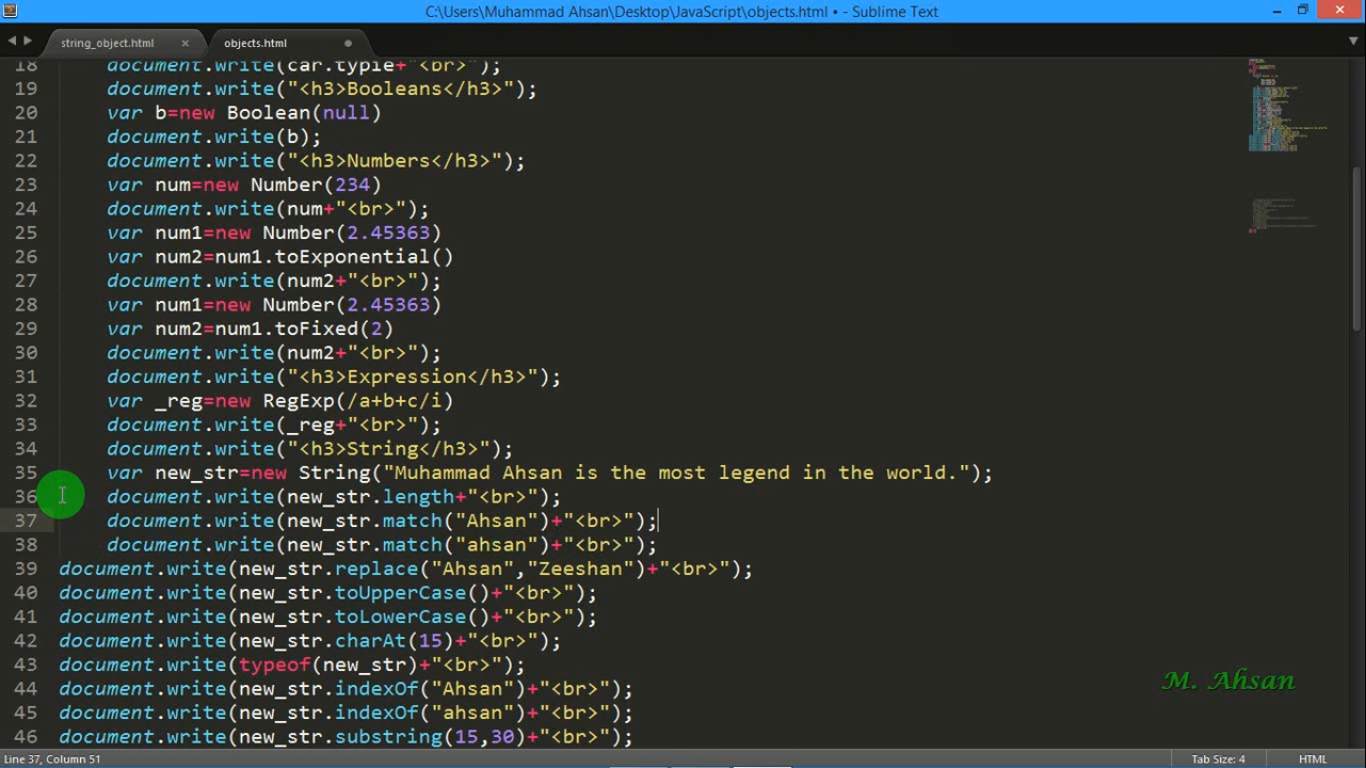 C:\Users\Muhammad Ahsan\Desktop\JavaScript\objects.html • - Sublime Text
string_object.html × objects.html
18 document.write(car.typie+"<br>");
19 document.write("<h3>Booleans</h3>");
20 var b=new Boolean(null)
21 document.write(b);
22 document.write("<h3>Numbers</h3>");
23 var num=new Number(234)
24 document.write(num+"<br>");
25 var num1=new Number(2.45363)
26 var num2=num1.toExponential()
27 document.write(num2+"<br>");
28 var num1=new Number(2.45363)
29 var num2=num1.toFixed(2)
30 document.write(num2+"<br>");
31 document.write("<h3>Expression</h3>");
32 var _reg=new RegExp(/a+b+c/i)
33 document.write(_reg+"<br>");
34 document.write("<h3>String</h3>");
35 var new_str=new String("Muhammad Ahsan is the most legend in the world.");
36 document.write(new_str.length+"<br>");
37 document.write(new_str.match("Ahsan")+"<br>");
38 document.write(new_str.match("ahsan")+"<br>");
39 document.write(new_str.replace("Ahsan","Zeeshan")+"<br>");
40 document.write(new_str.toUpperCase()+"<br>");
41 document.write(new_str.toLowerCase()+"<br>");
42 document.write(new_str.charAt(15)+"<br>");
43 document.write(typeof(new_str)+"<br>");
44 document.write(new_str.indexOf("Ahsan")+"<br>");
45 document.write(new_str.indexOf("ahsan")+"<br>");
46 document.write(new_str.substring(15,30)+"<br>");
M. Ahsan
Line 37, Column 51 Tab Size: 4 HTML